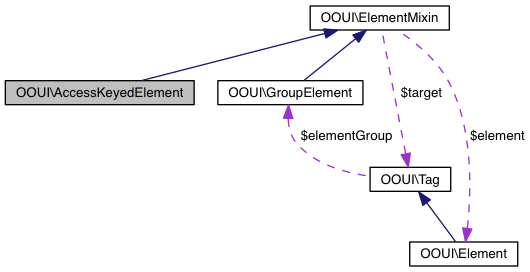 OOUI\ElementMixin
OOUI\AccessKeyedElement
OOUI\GroupElement
$target
$elementGroup
$element
OOUI\Tag
OOUI\Element